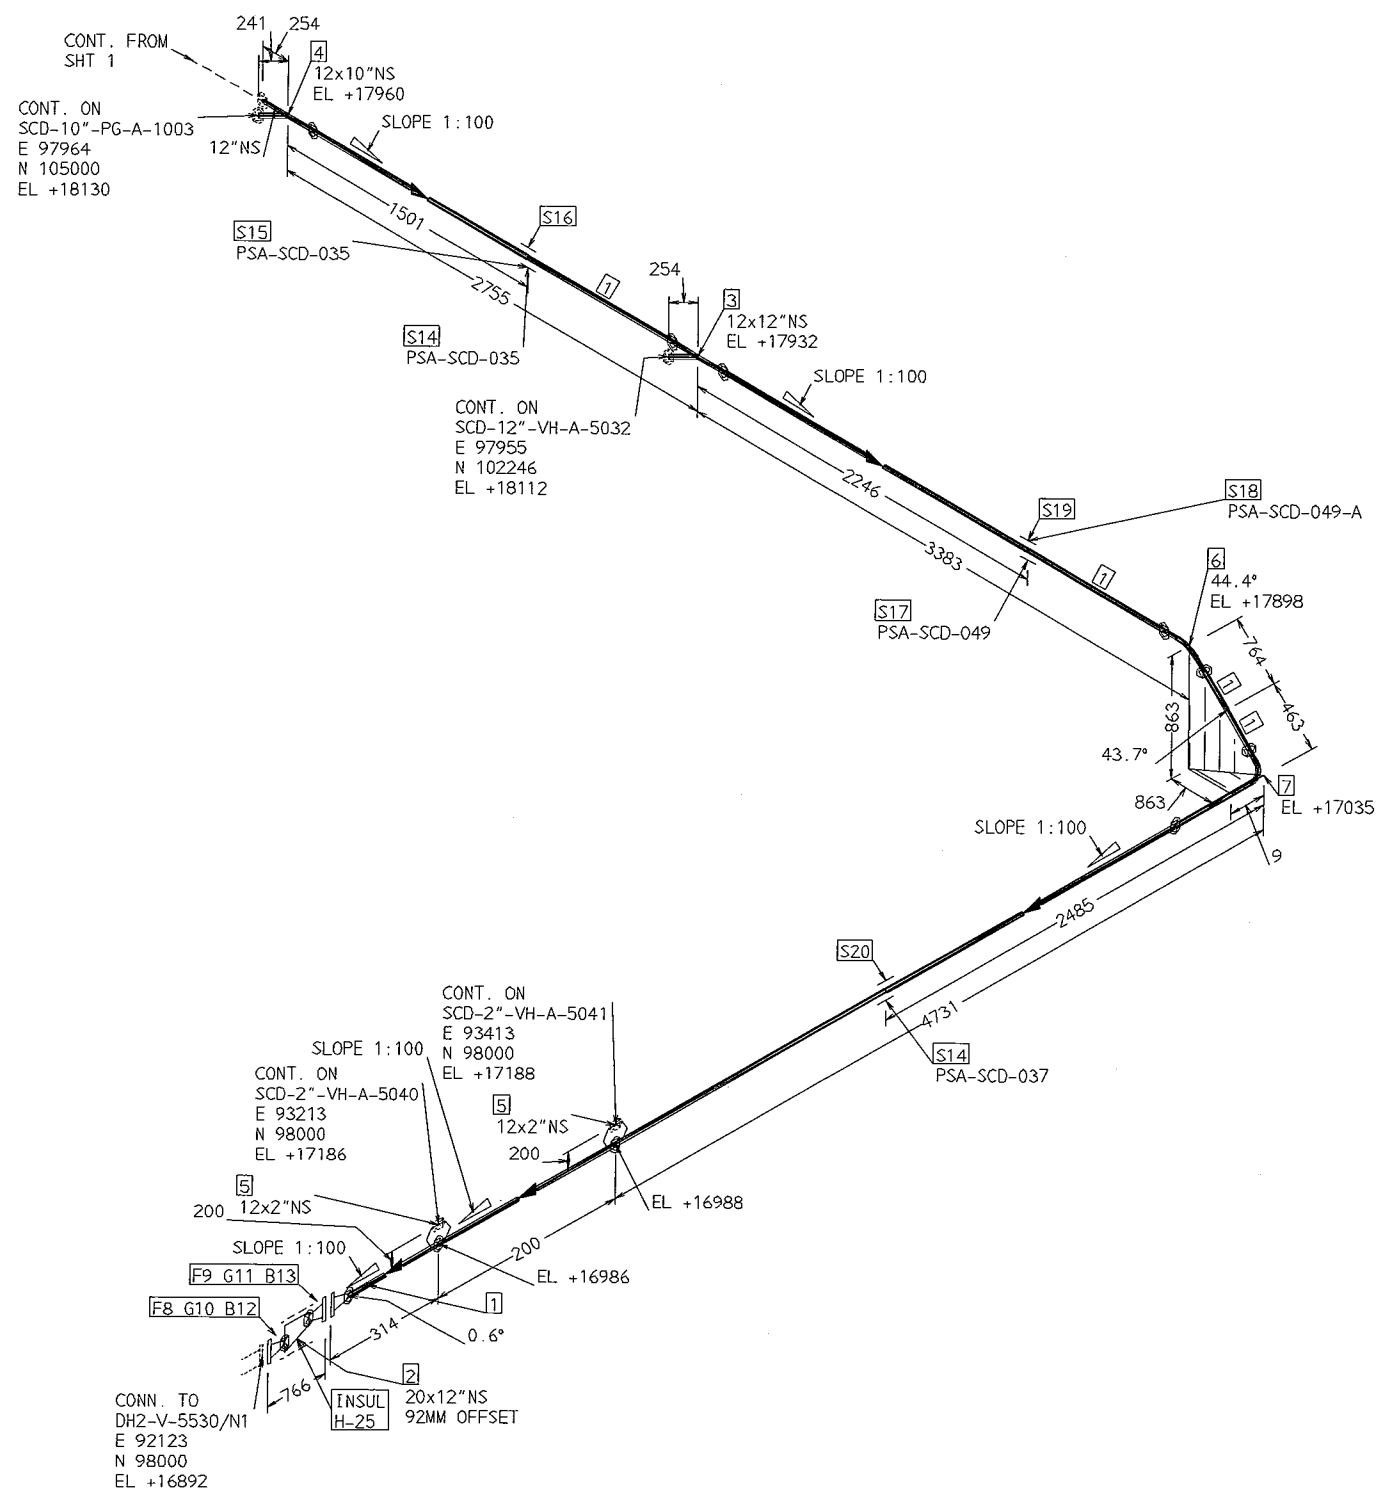 241
254
CONT. FROM
SHT 1
4
12x10"NS
EL +17960
CONT. ON
SCD-10"-PG-A-1003
E 97964
N 105000
EL +18130
12"NS
SLOPE 1:100
1501
2755
S15
PSA-SCD-035
S16
1
254
S14
PSA-SCD-035
3
12x12"NS
EL +17932
SLOPE 1:100
CONT. ON
SCD-12"-VH-A-5032
E 97955
N 102246
EL +18112
2246
3383
S19
S18
PSA-SCD-049-A
1
S17
PSA-SCD-049
6
44.4°
EL +17898
764
1
463
1
863
43.7°
863
7
EL +17035
SLOPE 1:100
9
2485
4731
S20
S14
PSA-SCD-037
CONT. ON
SCD-2"-VH-A-5041
E 93413
N 98000
EL +17188
SLOPE 1:100
CONT. ON
SCD-2"-VH-A-5040
E 93213
N 98000
EL +17186
5
12x2"NS
200
EL +16988
5
12x2"NS
200
SLOPE 1:100
200
EL +16986
F9 G11 B13
F8 G10 B12
1
314
0.6°
2
20x12"NS
92MM OFFSET
766
INSUL
H-25
CONN. TO
DH2-V-5530/N1
E 92123
N 98000
EL +16892